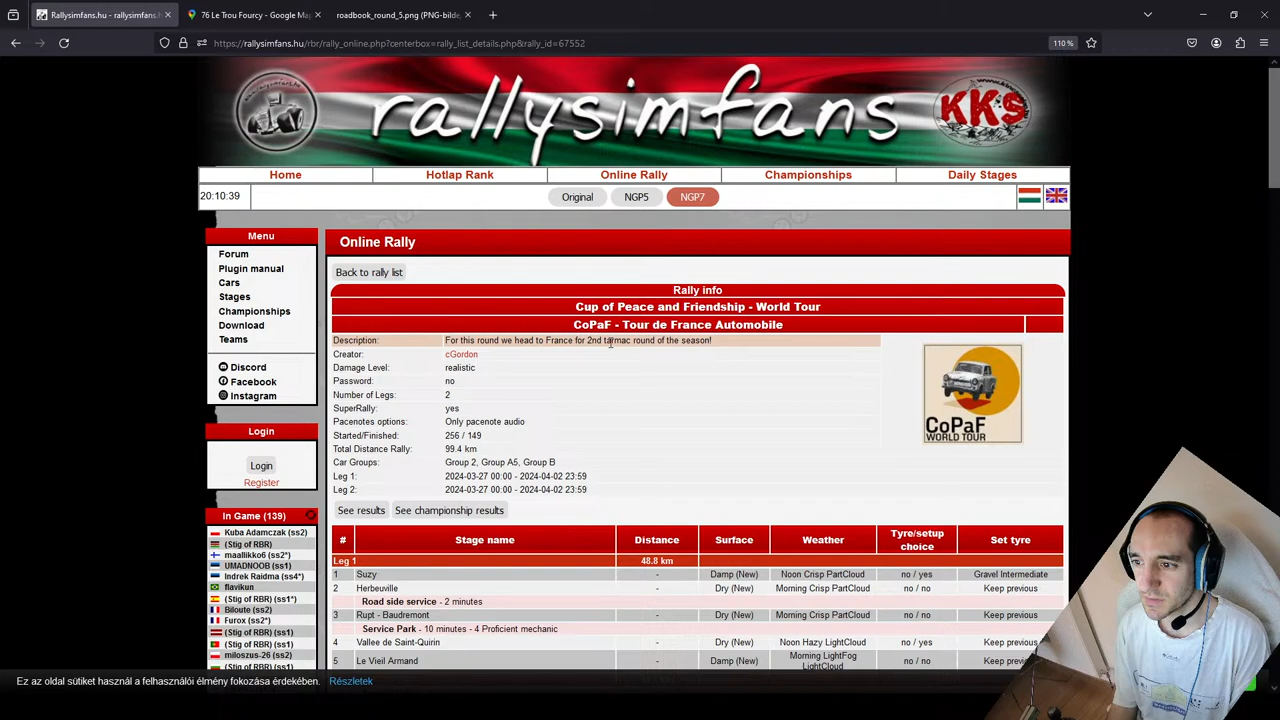 Rallysimfans.hu - rallysimfans.h
76 Le Trou Fourcy - Google Ma
roadbook_round_5.png (PNG-bilde,
https://rallysimfans.hu/rbr/rally_online.php?centerbox=rally_list_details.php&rally_id=67552
110 %
rallysimfans
KKS
Home
Hotlap Rank
Online Rally
Championships
Daily Stages
20:10:39
Original
NGP5
NGP7
Menu
Forum
Plugin manual
Cars
Stages
Championships
Download
Teams
Discord
Facebook
Instagram
Login
Login
Register
In Game (139)
Kuba Adamczak (ss2)
(Stig of RBR)
maallikko6 (ss2*)
UMADNOOB (ss1)
Indrek Raidma (ss4*)
flavikun
(Stig of RBR) (ss1*)
Biloute (ss2)
Furox (ss2*)
(Stig of RBR) (ss1)
(Stig of RBR) (ss1)
miloszus-26 (ss2)
(Stig of RBR) (ss1)
Online Rally
Back to rally list
Rally info
Cup of Peace and Friendship - World Tour
CoPaF - Tour de France Automobile
Description: For this round we head to France for 2nd tarmac round of the season!
Creator: cGordon
Damage Level: realistic
Password: no
Number of Legs: 2
SuperRally: yes
Pacenotes options: Only pacenote audio
Started/Finished: 256 / 149
Total Distance Rally: 99.4 km
Car Groups: Group 2, Group A5, Group B
Leg 1: 2024-03-27 00:00 - 2024-04-02 23:59
Leg 2: 2024-03-27 00:00 - 2024-04-02 23:59
CoPaF
WORLD TOUR
See results
See championship results
# Stage name Distance Surface Weather Tyre/setup choice Set tyre
Leg 1 48.8 km
1 Suzy - Damp (New) Noon Crisp PartCloud no / yes Gravel Intermediate
2 Herbeuville - Dry (New) Morning Crisp PartCloud no / no Keep previous
Road side service - 2 minutes
3 Rupt - Baudremont - Dry (New) Morning Crisp PartCloud no / no Keep previous
Service Park - 10 minutes - 4 Proficient mechanic
4 Vallee de Saint-Quirin - Dry (New) Noon Hazy LightCloud no / yes Keep previous
5 Le Vieil Armand - Damp (New) Morning LightFog LightCloud no / no Keep previ
Ez az oldal sütiket használ a felhasználói élmény fokozása érdekében. Részletek